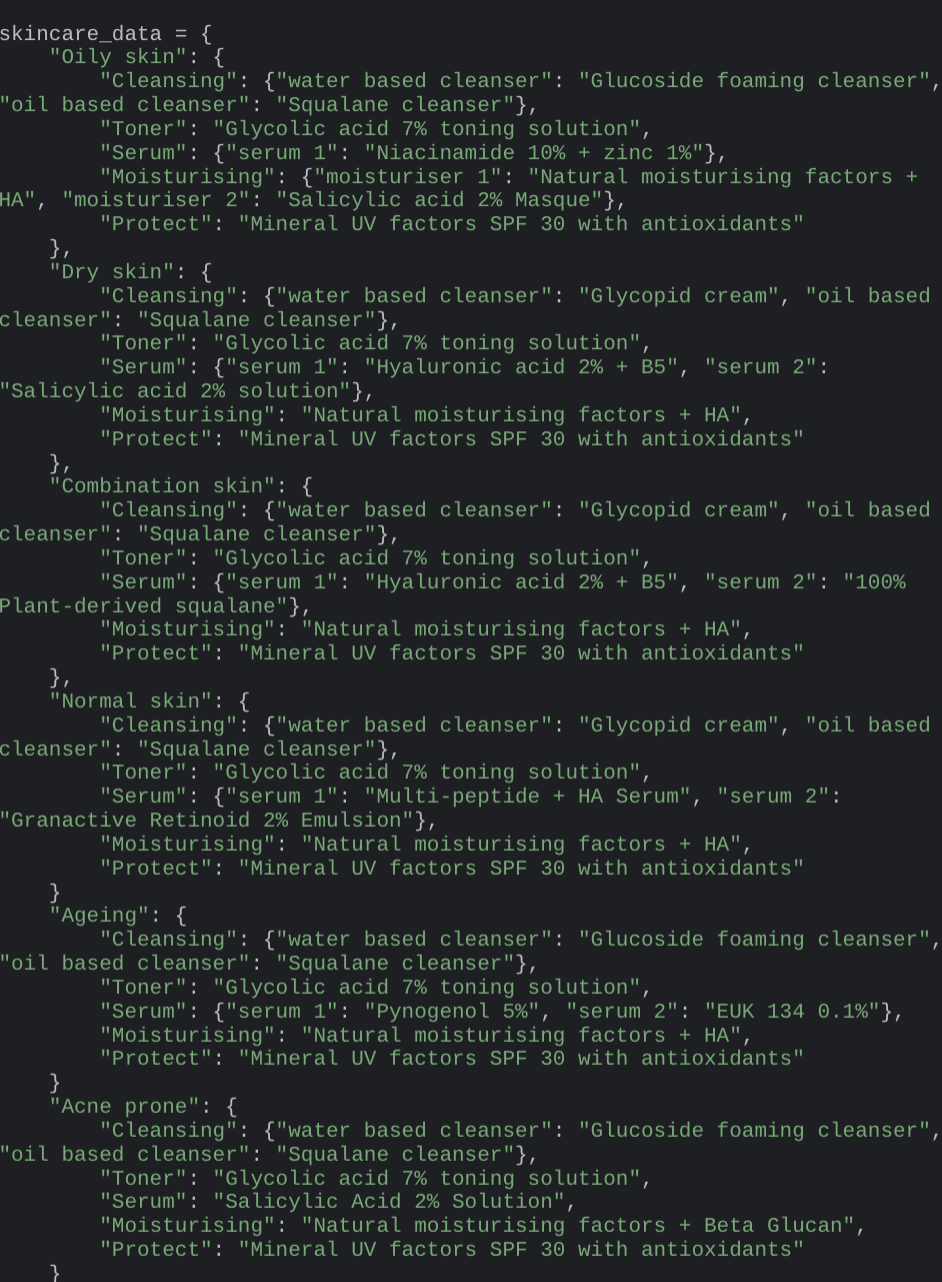 skincare_data = {
    "Oily skin": {
        "Cleansing": {"water based cleanser": "Glucoside foaming cleanser",
"oil based cleanser": "Squalane cleanser"},
        "Toner": "Glycolic acid 7% toning solution",
        "Serum": {"serum 1": "Niacinamide 10% + zinc 1%"},
        "Moisturising": {"moisturiser 1": "Natural moisturising factors +
HA", "moisturiser 2": "Salicylic acid 2% Masque"},
        "Protect": "Mineral UV factors SPF 30 with antioxidants"
    },
    "Dry skin": {
        "Cleansing": {"water based cleanser": "Glycopid cream", "oil based
cleanser": "Squalane cleanser"},
        "Toner": "Glycolic acid 7% toning solution",
        "Serum": {"serum 1": "Hyaluronic acid 2% + B5", "serum 2":
"Salicylic acid 2% solution"},
        "Moisturising": "Natural moisturising factors + HA",
        "Protect": "Mineral UV factors SPF 30 with antioxidants"
    },
    "Combination skin": {
        "Cleansing": {"water based cleanser": "Glycopid cream", "oil based
cleanser": "Squalane cleanser"},
        "Toner": "Glycolic acid 7% toning solution",
        "Serum": {"serum 1": "Hyaluronic acid 2% + B5", "serum 2": "100%
Plant-derived squalane"},
        "Moisturising": "Natural moisturising factors + HA",
        "Protect": "Mineral UV factors SPF 30 with antioxidants"
    },
    "Normal skin": {
        "Cleansing": {"water based cleanser": "Glycopid cream", "oil based
cleanser": "Squalane cleanser"},
        "Toner": "Glycolic acid 7% toning solution",
        "Serum": {"serum 1": "Multi-peptide + HA Serum", "serum 2":
"Granactive Retinoid 2% Emulsion"},
        "Moisturising": "Natural moisturising factors + HA",
        "Protect": "Mineral UV factors SPF 30 with antioxidants"
    }
    "Ageing": {
        "Cleansing": {"water based cleanser": "Glucoside foaming cleanser",
"oil based cleanser": "Squalane cleanser"},
        "Toner": "Glycolic acid 7% toning solution",
        "Serum": {"serum 1": "Pynogenol 5%", "serum 2": "EUK 134 0.1%"},
        "Moisturising": "Natural moisturising factors + HA",
        "Protect": "Mineral UV factors SPF 30 with antioxidants"
    }
    "Acne prone": {
        "Cleansing": {"water based cleanser": "Glucoside foaming cleanser",
"oil based cleanser": "Squalane cleanser"},
        "Toner": "Glycolic acid 7% toning solution",
        "Serum": "Salicylic Acid 2% Solution",
        "Moisturising": "Natural moisturising factors + Beta Glucan",
        "Protect": "Mineral UV factors SPF 30 with antioxidants"
    }